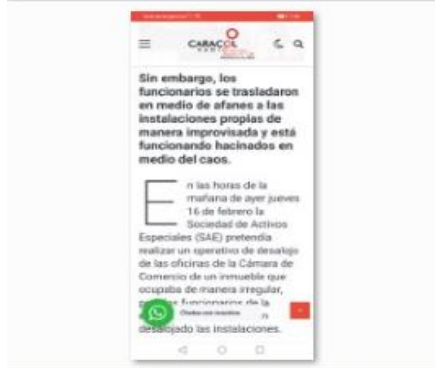 CARACOL
RADIO
Sin embargo, los
funcionarios se trasladaron
en medio de afanes a las
instalaciones propias de
manera improvisada y está
funcionando hacinados en
medio del caos.
En las horas de la
mañana de ayer jueves
16 de febrero la
Sociedad de Activos
Especiales (SAE) pretendía
realizar un operativo de desalojo
de las oficinas de la Cámara de
Comercio de un inmueble que
ocupaba de manera irregular,
funcionarios de la
desalojado las instalaciones.